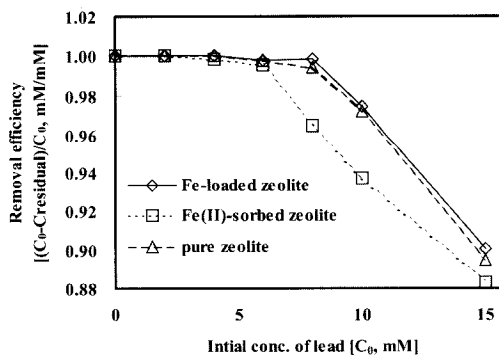 Removal efficiency
[(C₀-Cresidual)/C₀, mM/mM]
1.02
1.00
0.98
0.96
0.94
0.92
0.90
0.88
Fe-loaded zeolite
Fe(II)-sorbed zeolite
pure zeolite
0
5
10
15
Intial conc. of lead [C₀, mM]